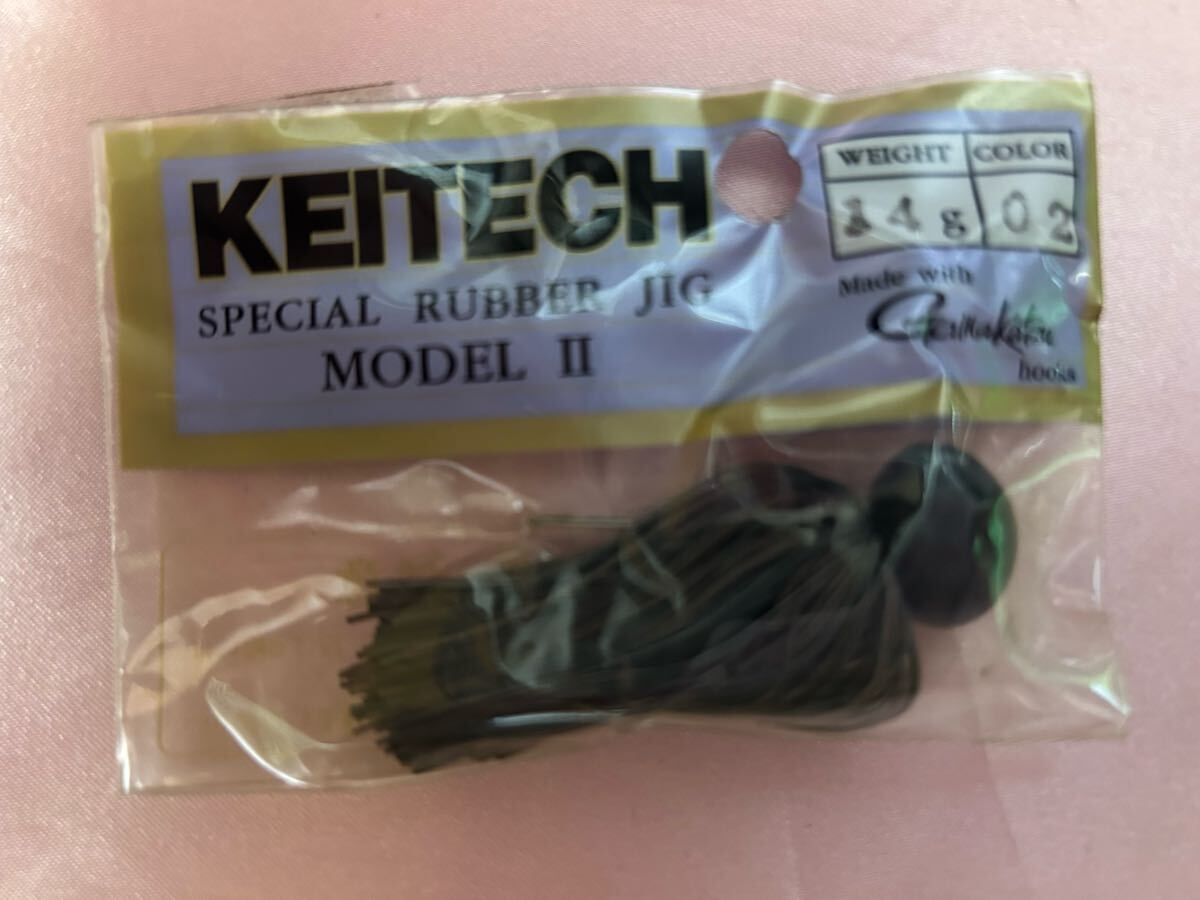 KEITECH
SPECIAL RUBBER JIG
MODEL II
WEIGHT COLOR
14g 02
Made with
Gamakatsu
hooks